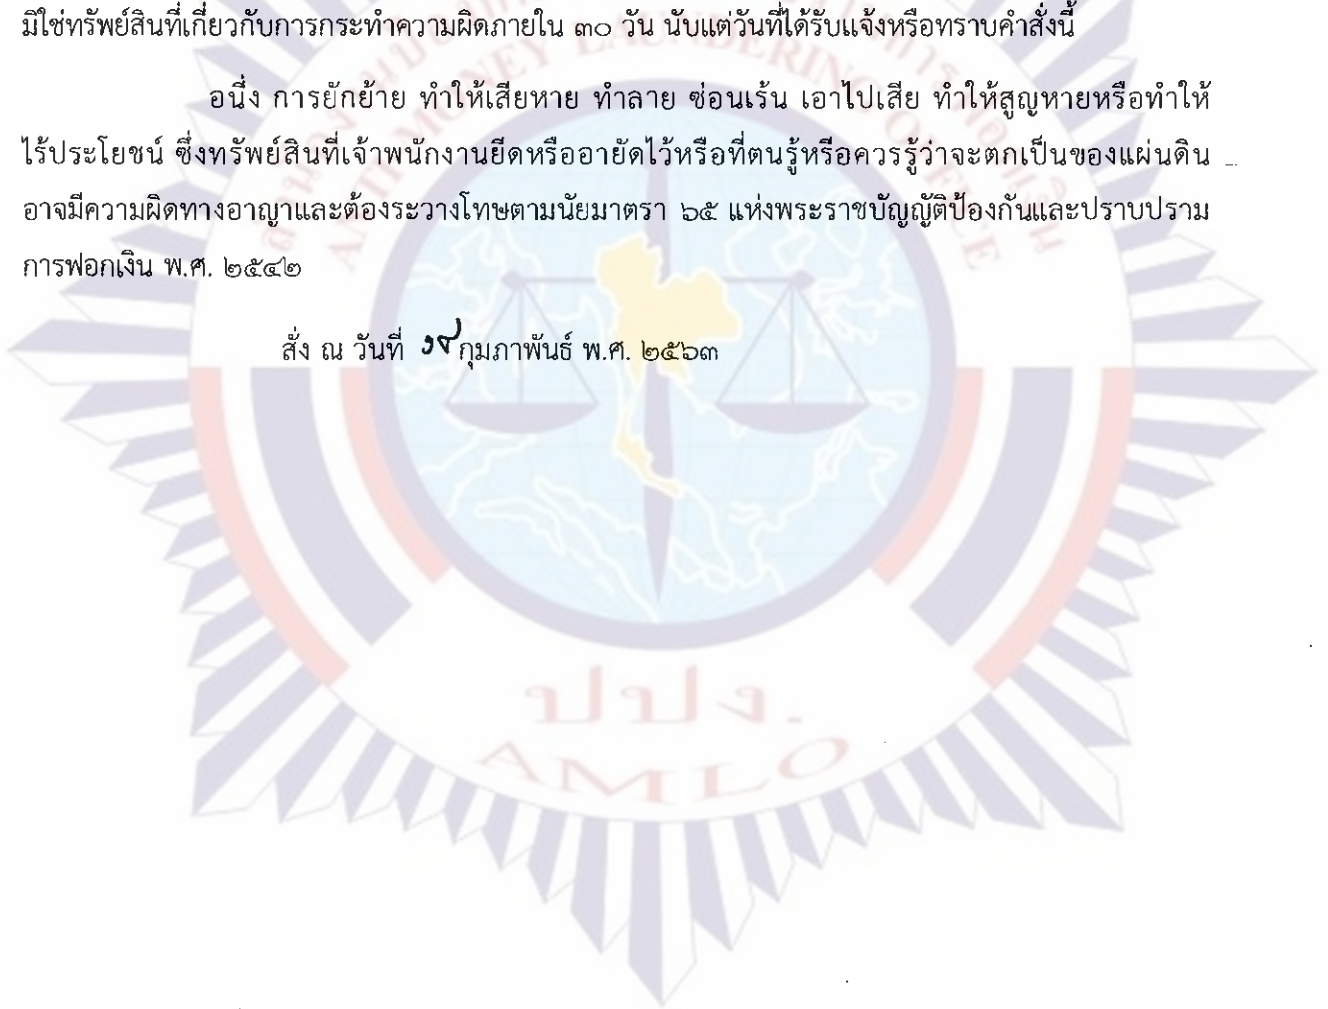 มิใช่ทรัพย์สินที่เกี่ยวกับการกระทำความผิดภายใน ๓๐ วัน นับแต่วันที่ได้รับแจ้งหรือทราบคำสั่งนี้
อนึ่ง การยักย้าย ทำให้เสียหาย ทำลาย ซ่อนเร้น เอาไปเสีย ทำให้สูญหายหรือทำให้
ไร้ประโยชน์ ซึ่งทรัพย์สินที่เจ้าพนักงานยึดหรืออายัดไว้หรือที่ตนรู้หรือควรรู้ว่าจะตกเป็นของแผ่นดิน
อาจมีความผิดทางอาญาและต้องระวางโทษตามนัยมาตรา ๖๕ แห่งพระราชบัญญัติป้องกันและปราบปราม
การฟอกเงิน พ.ศ. ๒๕๔๒
สั่ง ณ วันที่ กุมภาพันธ์ พ.ศ. ๒๕๖๓
ANTI-MONEY LAUNDERING OFFICE
ปปง.
AMLO